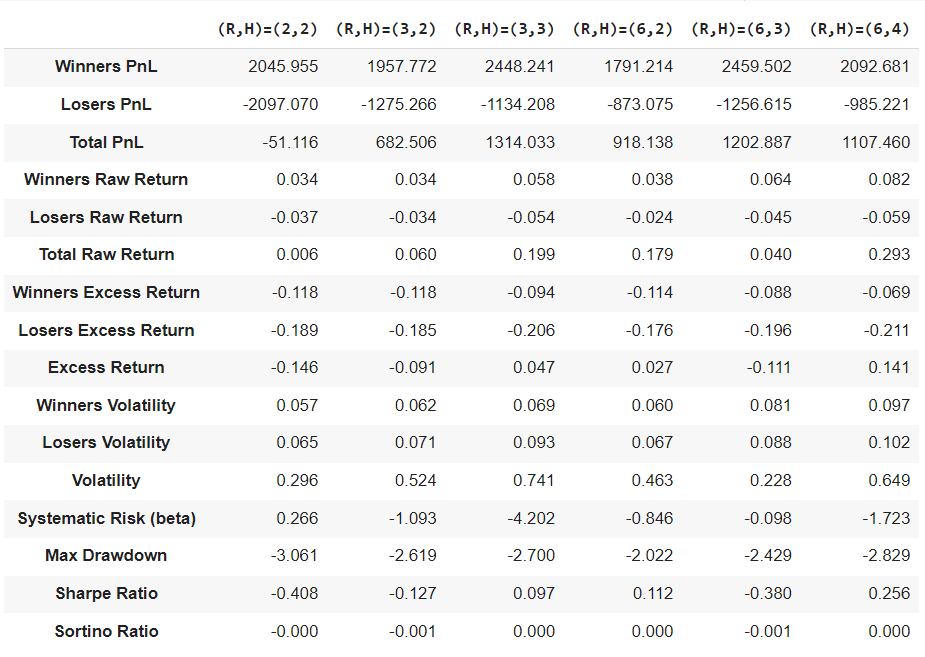 (R,H)=(2,2) (R,H)=(3,2) (R,H)=(3,3) (R,H)=(6,2) (R,H)=(6,3) (R,H)=(6,4)
Winners PnL 2045.955 1957.772 2448.241 1791.214 2459.502 2092.681
Losers PnL -2097.070 -1275.266 -1134.208 -873.075 -1256.615 -985.221
Total PnL -51.116 682.506 1314.033 918.138 1202.887 1107.460
Winners Raw Return 0.034 0.034 0.058 0.038 0.064 0.082
Losers Raw Return -0.037 -0.034 -0.054 -0.024 -0.045 -0.059
Total Raw Return 0.006 0.060 0.199 0.179 0.040 0.293
Winners Excess Return -0.118 -0.118 -0.094 -0.114 -0.088 -0.069
Losers Excess Return -0.189 -0.185 -0.206 -0.176 -0.196 -0.211
Excess Return -0.146 -0.091 0.047 0.027 -0.111 0.141
Winners Volatility 0.057 0.062 0.069 0.060 0.081 0.097
Losers Volatility 0.065 0.071 0.093 0.067 0.088 0.102
Volatility 0.296 0.524 0.741 0.463 0.228 0.649
Systematic Risk (beta) 0.266 -1.093 -4.202 -0.846 -0.098 -1.723
Max Drawdown -3.061 -2.619 -2.700 -2.022 -2.429 -2.829
Sharpe Ratio -0.408 -0.127 0.097 0.112 -0.380 0.256
Sortino Ratio -0.000 -0.001 0.000 0.000 -0.001 0.000